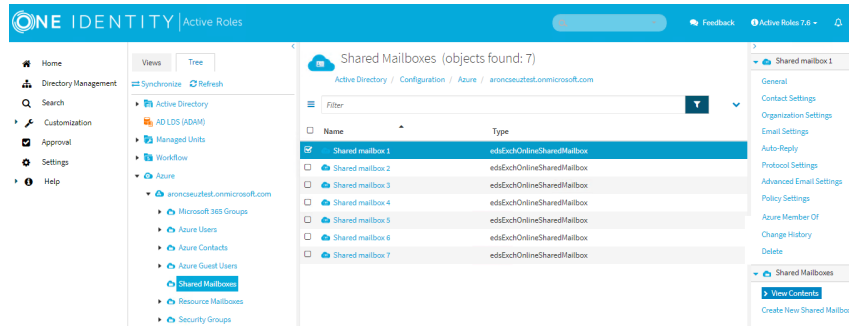 ONE IDENTITY Active Roles
Feedback
Active Roles 7.6
Home
Directory Management
Search
Customization
Approval
Settings
Help
Views
Tree
Synchronize
Refresh
Active Directory
AD LDS (ADAM)
Managed Units
Workflow
Azure
aroncseuztest.onmicrosoft.com
Microsoft 365 Groups
Azure Users
Azure Contacts
Azure Guest Users
Shared Mailboxes
Resource Mailboxes
Security Groups
Shared Mailboxes (objects found: 7)
Active Directory / Configuration / Azure / aroncseuztest.onmicrosoft.com
Filter
Name Type
Shared mailbox 1 edsExchOnlineSharedMailbox
Shared mailbox 2 edsExchOnlineSharedMailbox
Shared mailbox 3 edsExchOnlineSharedMailbox
Shared mailbox 4 edsExchOnlineSharedMailbox
Shared mailbox 5 edsExchOnlineSharedMailbox
Shared mailbox 6 edsExchOnlineSharedMailbox
Shared mailbox 7 edsExchOnlineSharedMailbox
Shared mailbox 1
General
Contact Settings
Organization Settings
Email Settings
Auto-Reply
Protocol Settings
Advanced Email Settings
Policy Settings
Azure Member Of
Change History
Delete
Shared Mailboxes
View Contents
Create New Shared Mailbo